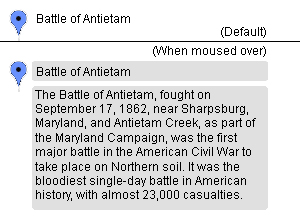 Battle of Antietam
(Default)
(When moused over)
Battle of Antietam
The Battle of Antietam, fought on
September 17, 1862, near Sharpsburg,
Maryland, and Antietam Creek, as part of
the Maryland Campaign, was the first
major battle in the American Civil War to
take place on Northern soil. It was the
bloodiest single-day battle in American
history, with almost 23,000 casualties.